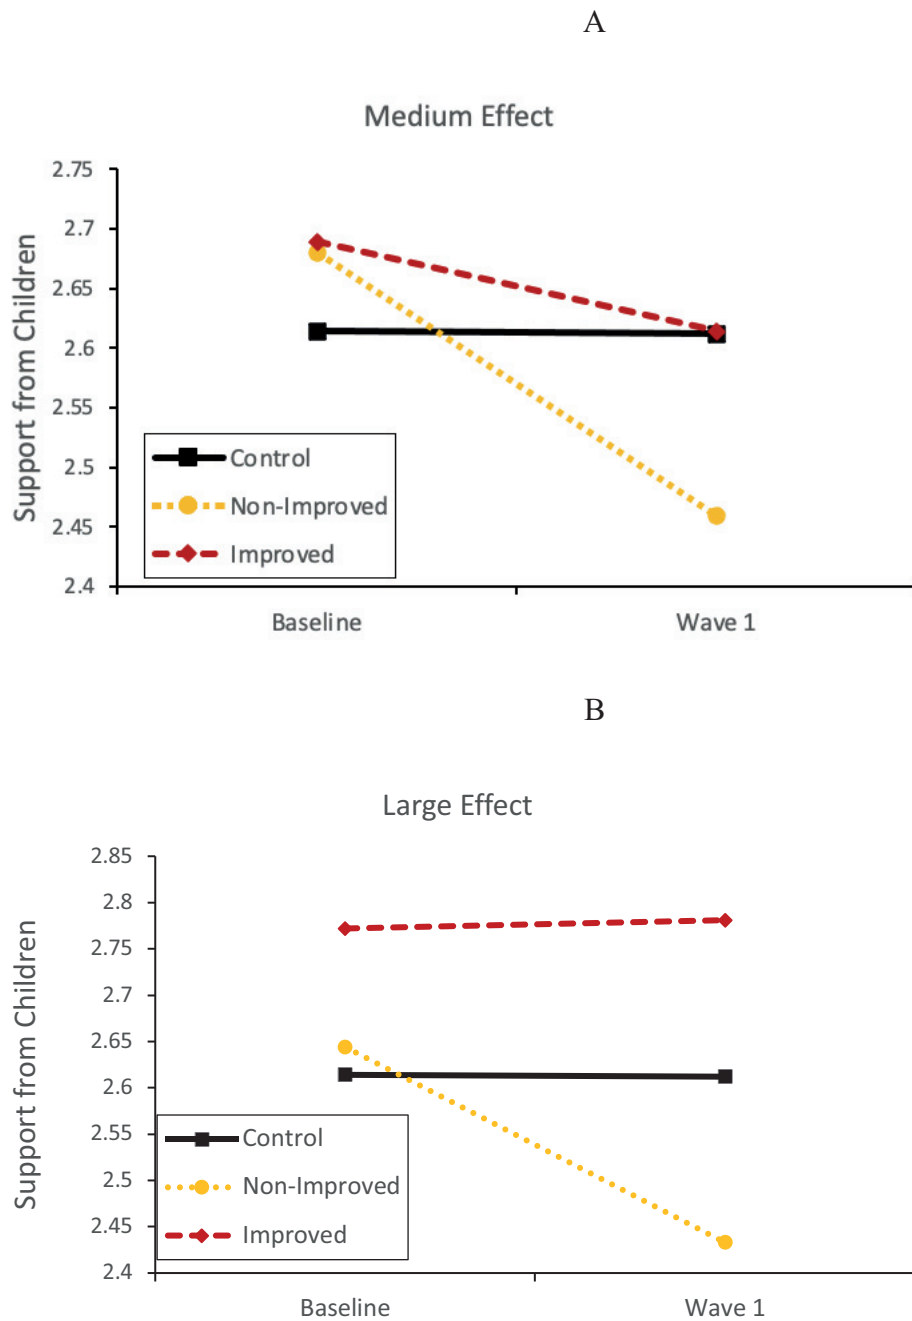 A
Medium Effect
2.75
2.7
2.65
2.6
2.55
2.5
2.45
2.4
Support from Children
Control
Non-Improved
Improved
Baseline
Wave 1
B
Large Effect
2.85
2.8
2.75
2.7
2.65
2.6
2.55
2.5
2.45
2.4
Support from Children
Control
Non-Improved
Improved
Baseline
Wave 1